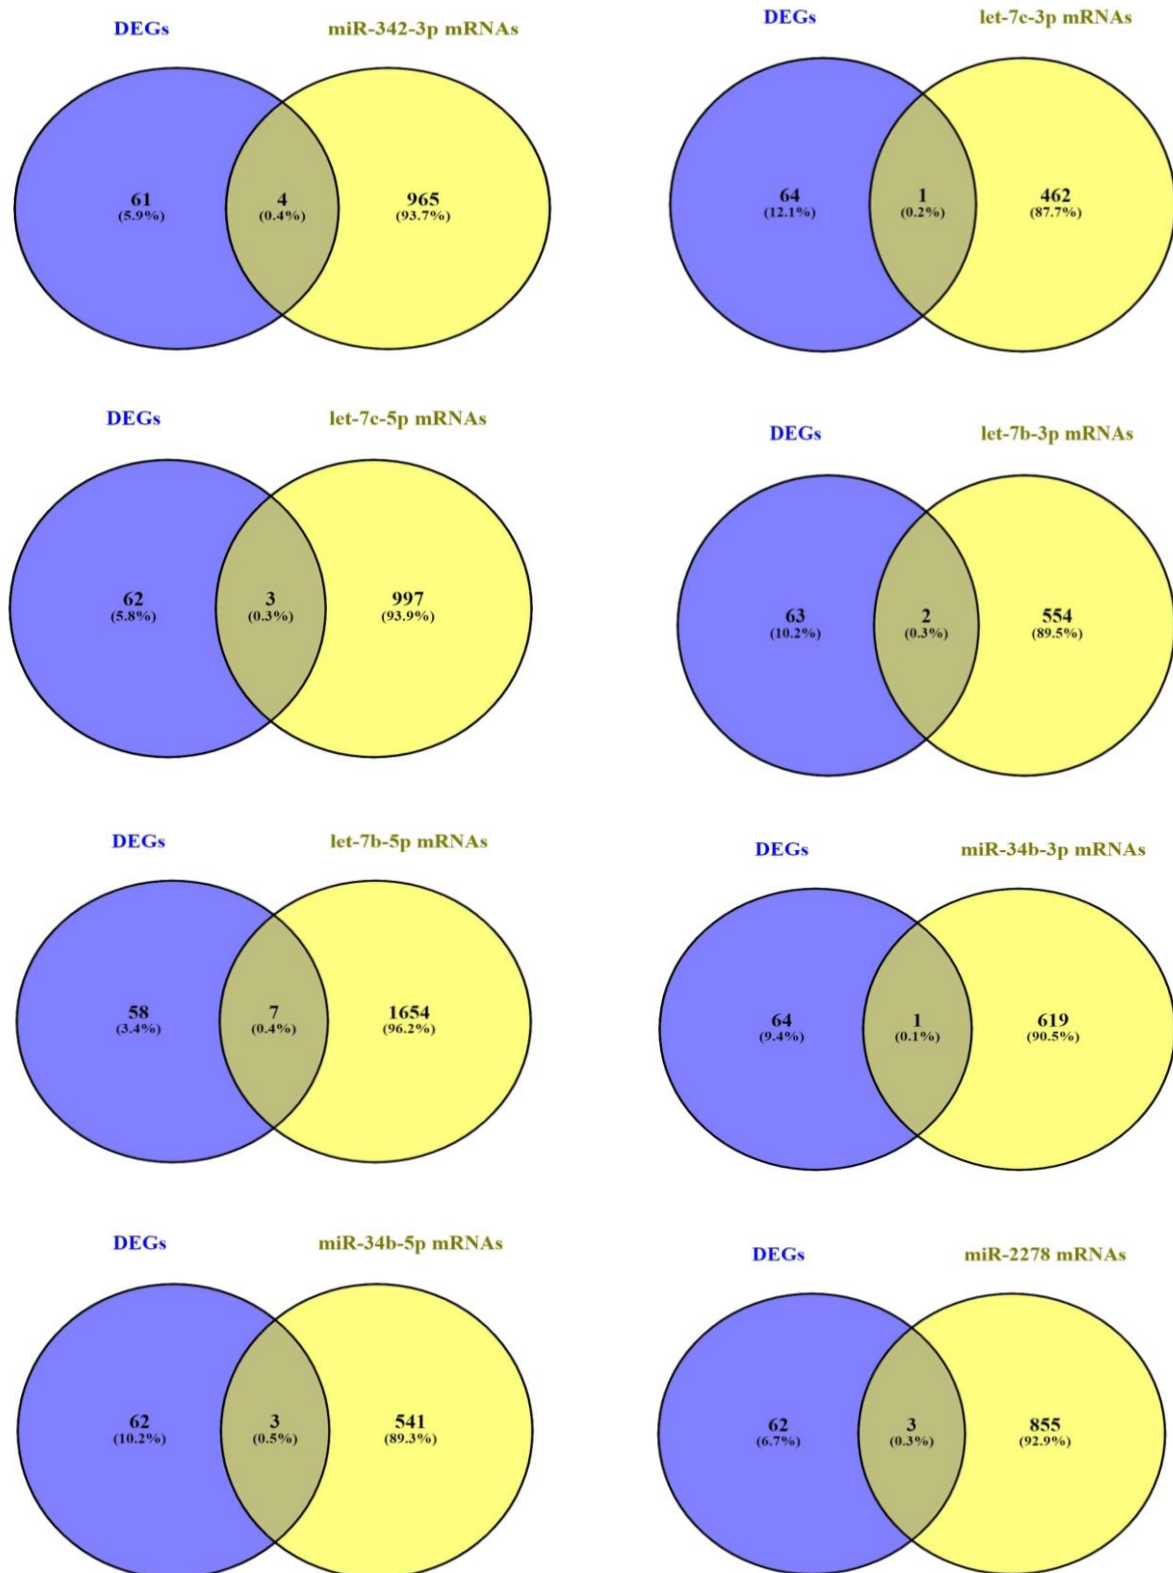 DEGs miR-342-3p mRNAs
61 4 965
(5.9%) (0.4%) (93.7%)
DEGs let-7c-3p mRNAs
64 1 462
(12.1%) (0.2%) (87.7%)
DEGs let-7c-5p mRNAs
62 3 997
(5.8%) (0.3%) (93.9%)
DEGs let-7b-3p mRNAs
63 2 554
(10.2%) (0.3%) (89.5%)
DEGs let-7b-5p mRNAs
58 7 1654
(3.4%) (0.4%) (96.2%)
DEGs miR-34b-3p mRNAs
64 1 619
(9.4%) (0.1%) (90.5%)
DEGs miR-34b-5p mRNAs
62 3 541
(10.2%) (0.5%) (89.3%)
DEGs miR-2278 mRNAs
62 3 855
(6.7%) (0.3%) (92.9%)